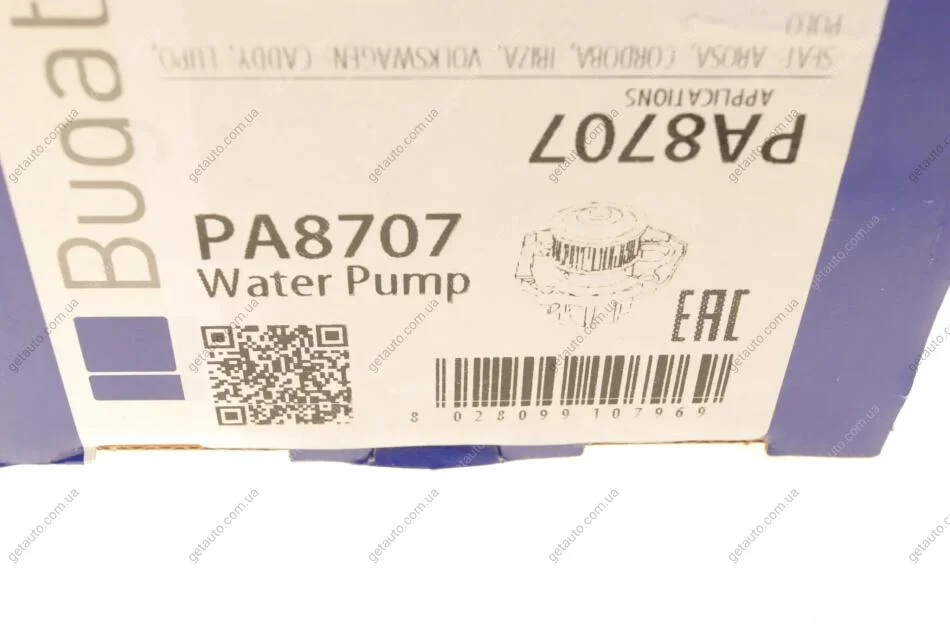 Bugat
PA8707
Water Pump
EAC
8 028099 107969
PA8707
APPLICATIONS
SEAT: AROSA, CORDOBA, IBIZA, VOLKSWAGEN: CADDY, LUPO,
POLO
getauto.com.ua